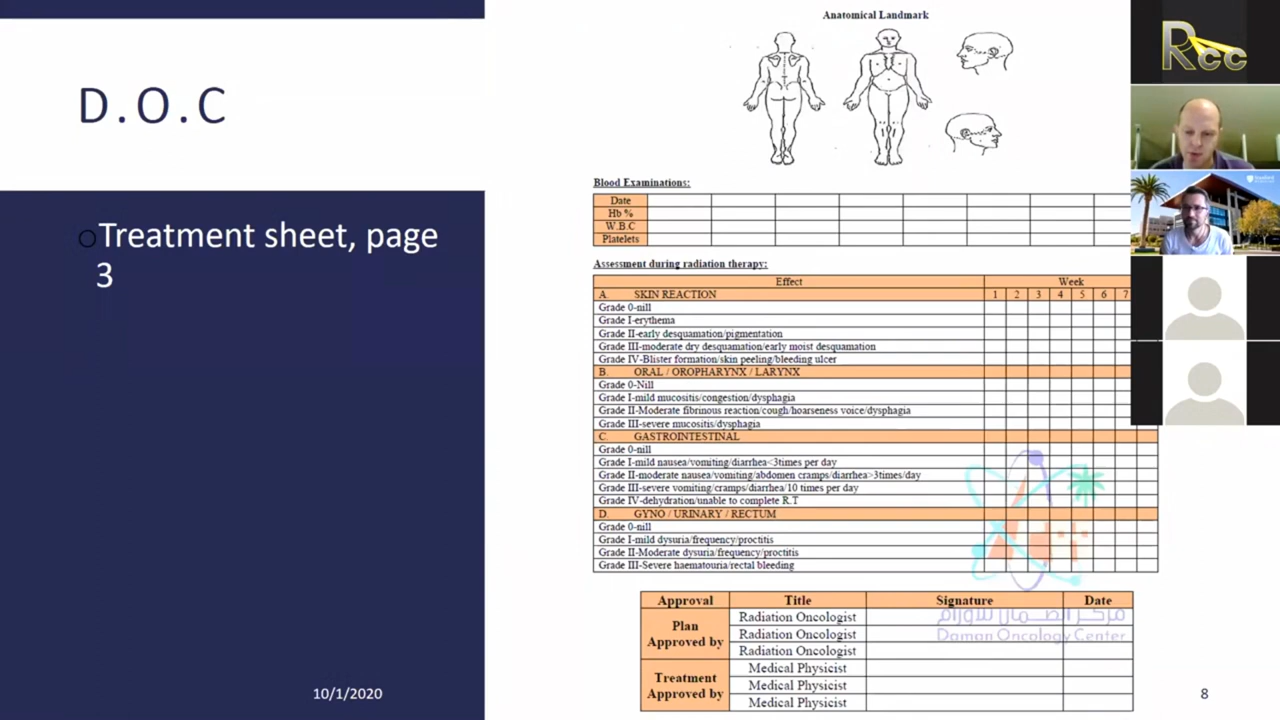 D.O.C
Treatment sheet, page
3
10/1/2020
Anatomical Landmark
Blood Examinations:
Date
Hb %
W.B.C
Platelets
Assessment during radiation therapy:
Effect Week
A. SKIN REACTION 1 2 3 4 5 6 7
Grade 0-nill
Grade I-erythema
Grade II-early desquamation/pigmentation
Grade III-moderate dry desquamation/early moist desquamation
Grade IV-Blister formation/skin peeling/bleeding ulcer
B. ORAL / OROPHARYNX / LARYNX
Grade 0-Nill
Grade I-mild mucositis/congestion/dysphagia
Grade II-Moderate fibrinous reaction/cough/hoarseness voice/dysphagia
Grade III-severe mucositis/dysphagia
C. GASTROINTESTINAL
Grade 0-nill
Grade I-mild nausea/vomiting/diarrhea<3times per day
Grade II-moderate nausea/vomiting/abdomen cramps/diarrhea>3times/day
Grade III-severe vomiting/cramps/diarrhea/10 times per day
Grade IV-dehydration/unable to complete R.T
D. GYNO / URINARY / RECTUM
Grade 0-nill
Grade I-mild dysuria/frequency/proctitis
Grade II-Moderate dysuria/frequency/proctitis
Grade III-Severe haematouria/rectal bleeding
Approval Title Signature Date
Plan Approved by
Radiation Oncologist
Radiation Oncologist
Radiation Oncologist
Treatment Approved by
Medical Physicist
Medical Physicist
Medical Physicist
مركز الضمان للأورام
Daman Oncology Center
8
Rcc